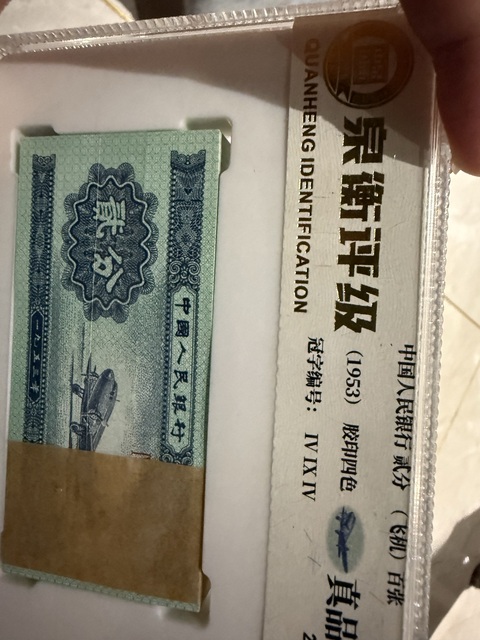 泉衡评级
QUANHENG IDENTIFICATION
中国人民银行 贰分 （飞机）百张
（1953） 胶印四色
真品
冠字编号： IV IX IV
中國人民銀行
貳分
一九五三年